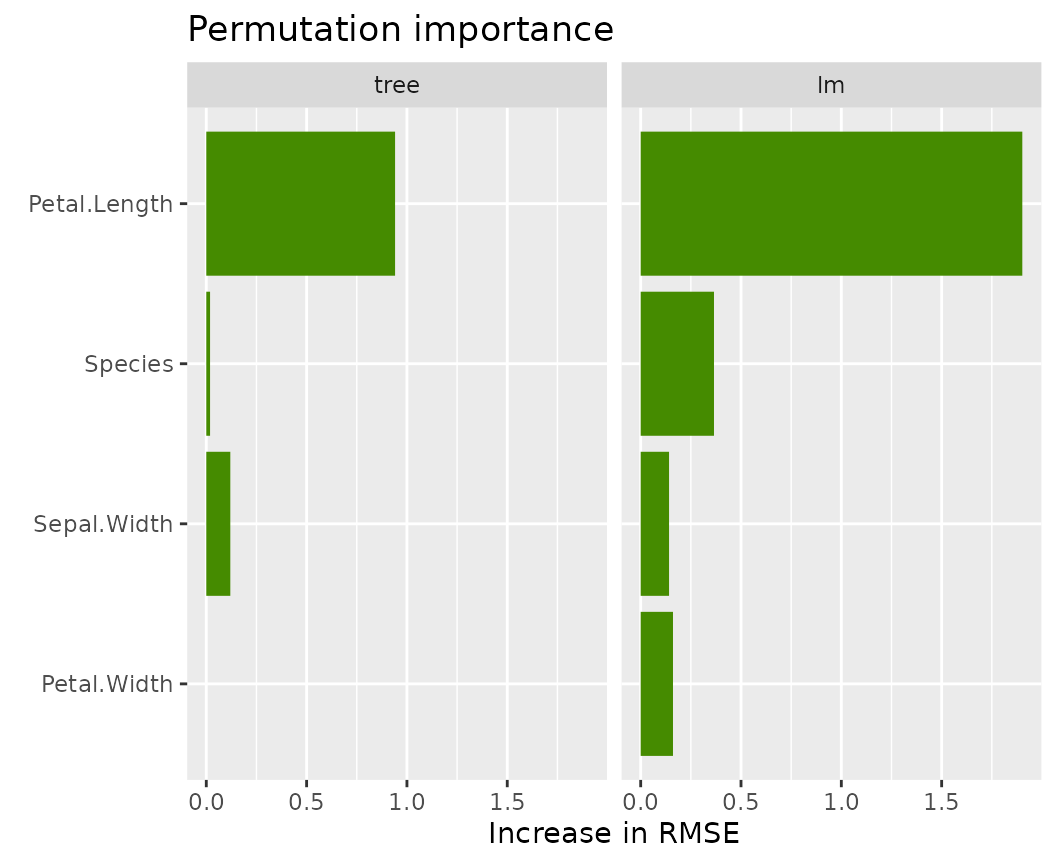 Permutation importance
tree lm
Petal.Length
Species
Sepal.Width
Petal.Width
0.0 0.5 1.0 1.5 0.0 0.5 1.0 1.5
Increase in RMSE